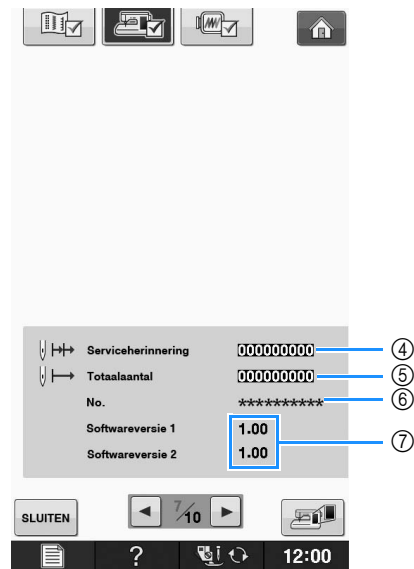 Serviceherinnering 000000000 ④
Totaalaantal 000000000 ⑤
No. ********** ⑥
Softwareversie 1 1.00
⑦
Softwareversie 2 1.00
SLUITEN 7/10
? 12:00